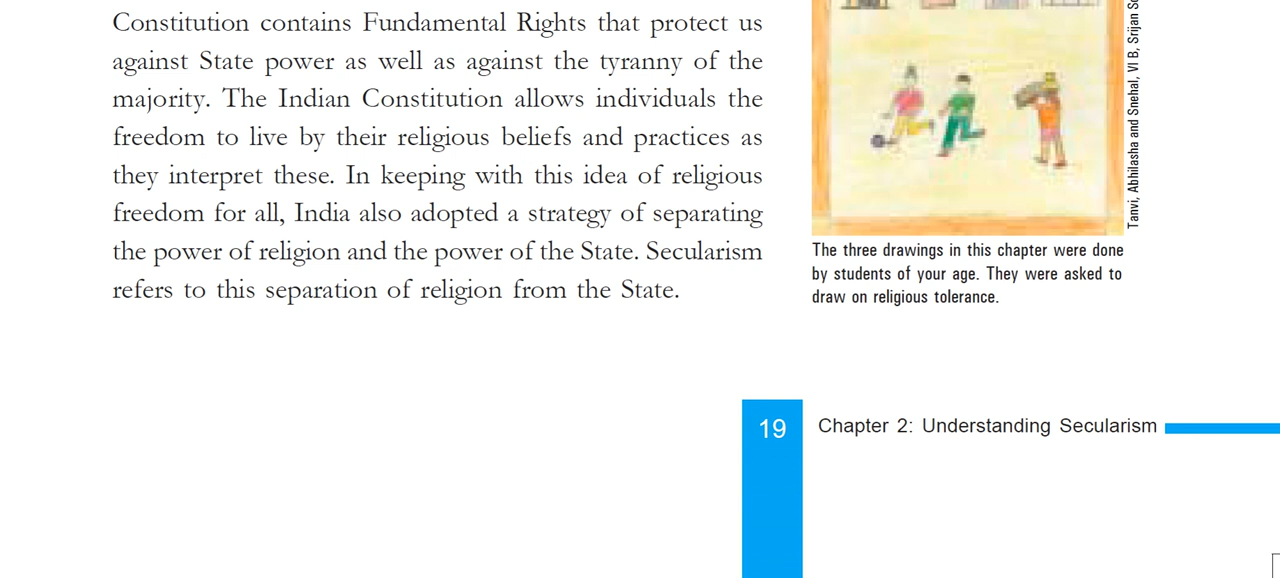 Constitution contains Fundamental Rights that protect us
against State power as well as against the tyranny of the
majority. The Indian Constitution allows individuals the
freedom to live by their religious beliefs and practices as
they interpret these. In keeping with this idea of religious
freedom for all, India also adopted a strategy of separating
the power of religion and the power of the State. Secularism
refers to this separation of religion from the State.
Tanvi, Abhilasha and Snehal, VI B, Srijan
The three drawings in this chapter were done
by students of your age. They were asked to
draw on religious tolerance.
19
Chapter 2: Understanding Secularism